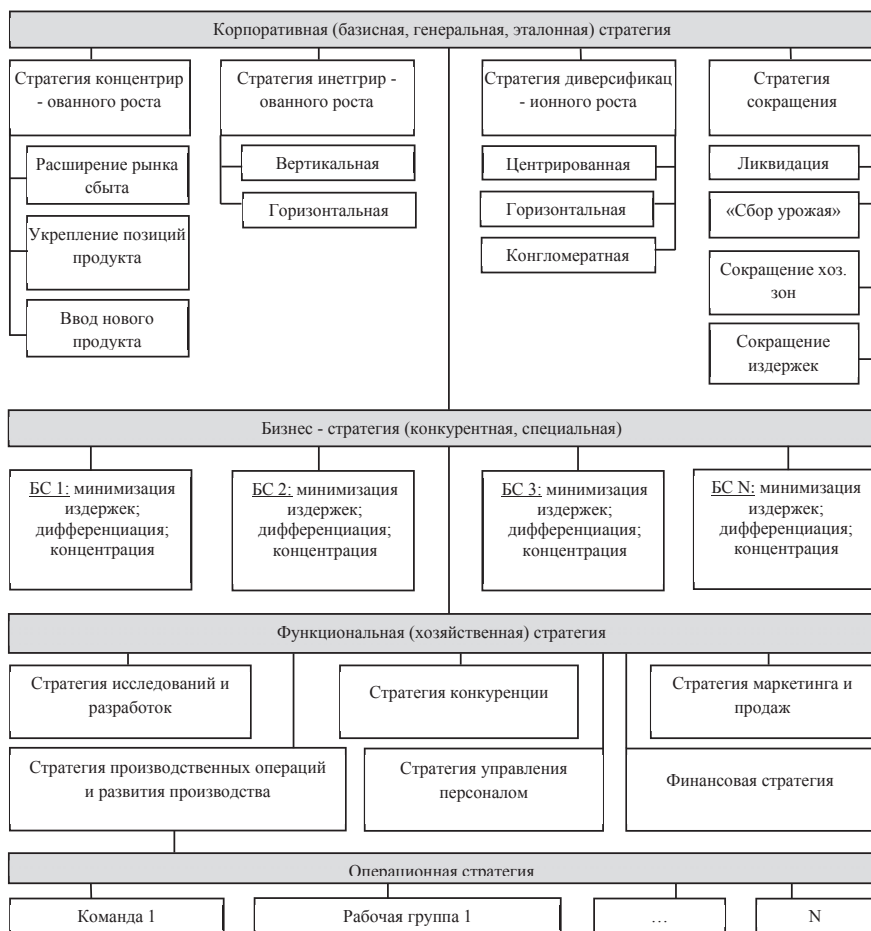 Корпоративная (базисная, генеральная, эталонная) стратегия
Стратегия концентрир
- ованного роста
Стратегия инетгрир -
ованного роста
Стратегия диверсификац
- ионного роста
Стратегия
сокращения
Расширение рынка
сбыта
Укрепление позиций
продукта
Ввод нового
продукта
Вертикальная
Горизонтальная
Центрированная
Горизонтальная
Конгломератная
Ликвидация
«Сбор урожая»
Сокращение хоз.
зон
Сокращение
издержек
Бизнес - стратегия (конкурентная, специальная)
БС 1: минимизация
издержек;
дифференциация;
концентрация
БС 2: минимизация
издержек;
дифференциация;
концентрация
БС 3: минимизация
издержек;
дифференциация;
концентрация
БС N: минимизация
издержек;
дифференциация;
концентрация
Функциональная (хозяйственная) стратегия
Стратегия исследований и
разработок
Стратегия конкуренции
Стратегия маркетинга и
продаж
Стратегия производственных операций
и развития производства
Стратегия управления
персоналом
Финансовая стратегия
Операционная стратегия
Команда 1
Рабочая группа 1
…
N